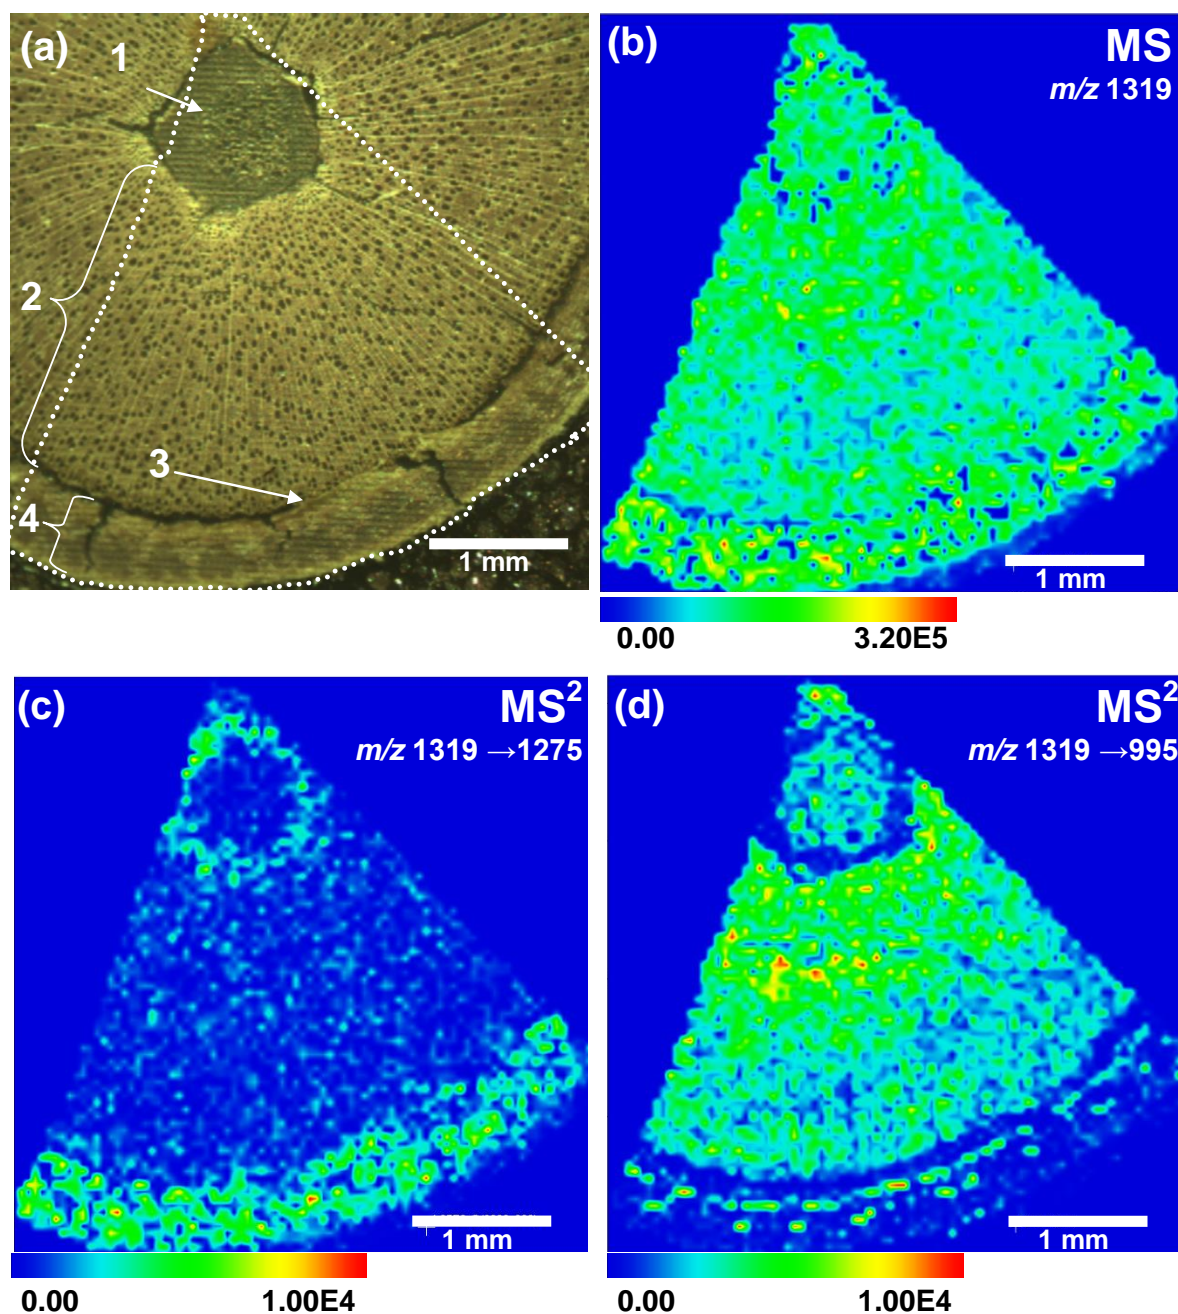 (a)
1
2
3
4
1 mm
(b)
MS
m/z 1319
1 mm
0.00 3.20E5
(c)
MS²
m/z 1319 →1275
1 mm
0.00 1.00E4
(d)
MS²
m/z 1319 →995
1 mm
0.00 1.00E4